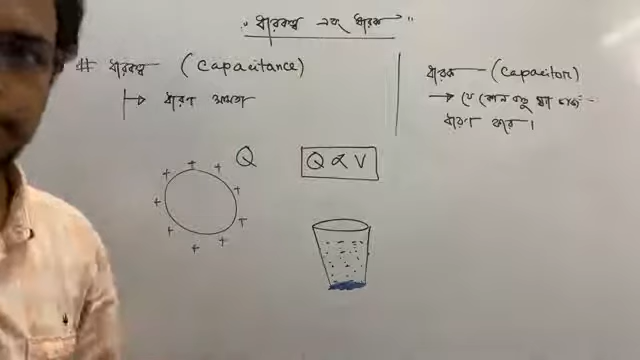 "ধারকত্ব এবং ধারক"
# ধারকত্ব (Capacitance)
ধারণ ক্ষমতা
ধারক (Capacitor)
→ যে কোন বস্তু যা চার্জ
ধারণ করে।
Q
Q ∝ V
+ + + + + + + + + +